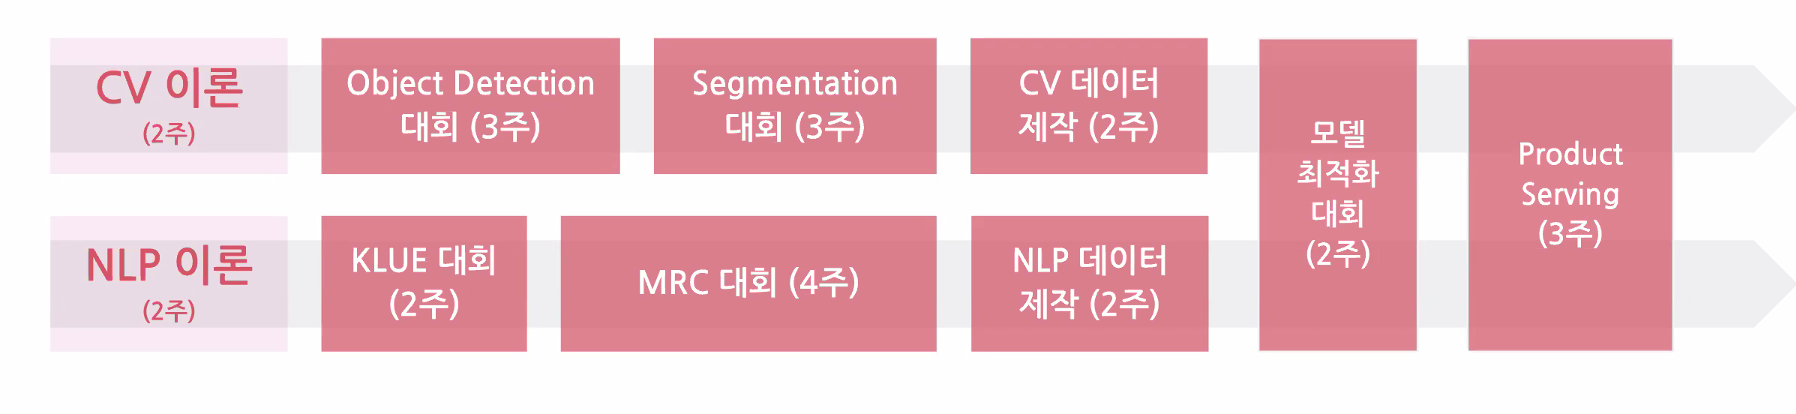 CV 이론
(2주)
Object Detection
대회 (3주)
Segmentation
대회 (3주)
CV 데이터
제작 (2주)
NLP 이론
(2주)
KLUE 대회
(2주)
MRC 대회 (4주)
NLP 데이터
제작 (2주)
모델
최적화
대회
(2주)
Product
Serving
(3주)